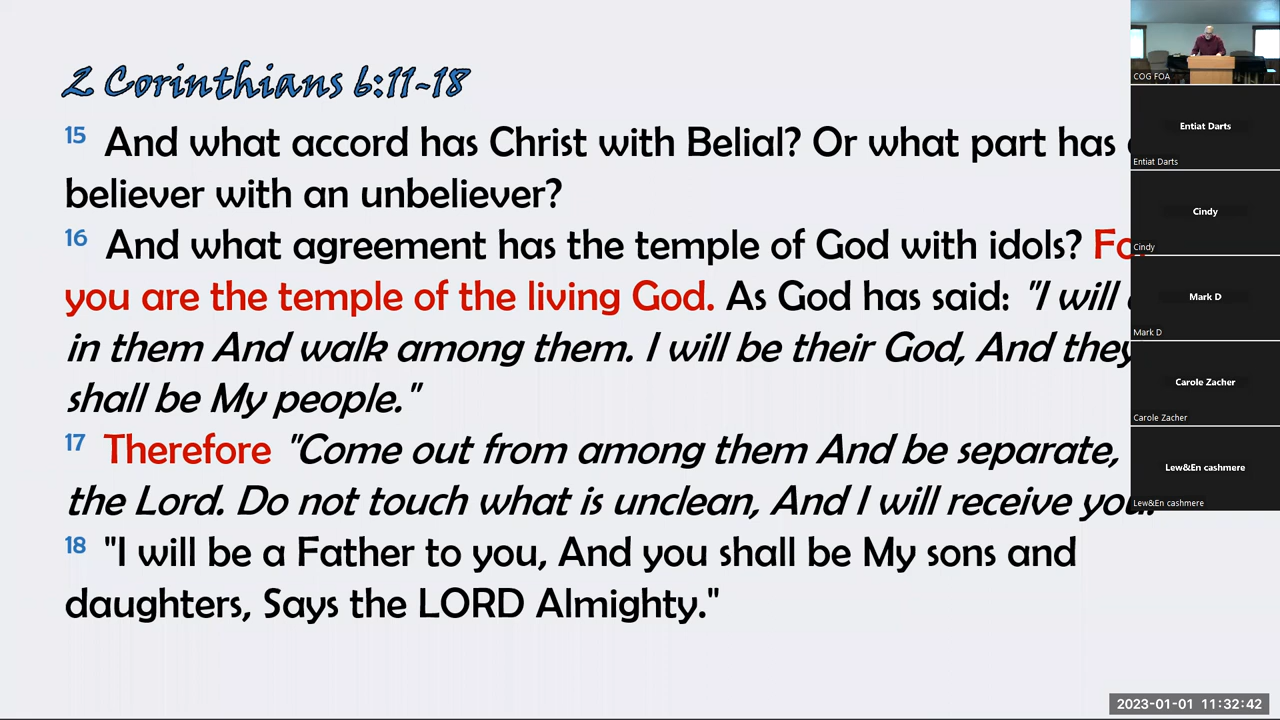 2 Corinthians 6:11-18
15 And what accord has Christ with Belial? Or what part has
believer with an unbeliever?
16 And what agreement has the temple of God with idols?
you are the temple of the living God. As God has said: "I will
in them And walk among them. I will be their God, And they
shall be My people."
17 Therefore "Come out from among them And be separate,
the Lord. Do not touch what is unclean, And I will receive you."
18 "I will be a Father to you, And you shall be My sons and
daughters, Says the LORD Almighty."
COG FOA
Entiat Darts
Entiat Darts
Cindy
Cindy
Mark D
Mark D
Carole Zacher
Carole Zacher
Lew&En cashmere
Lew&En cashmere
2023-01-01 11:32:42